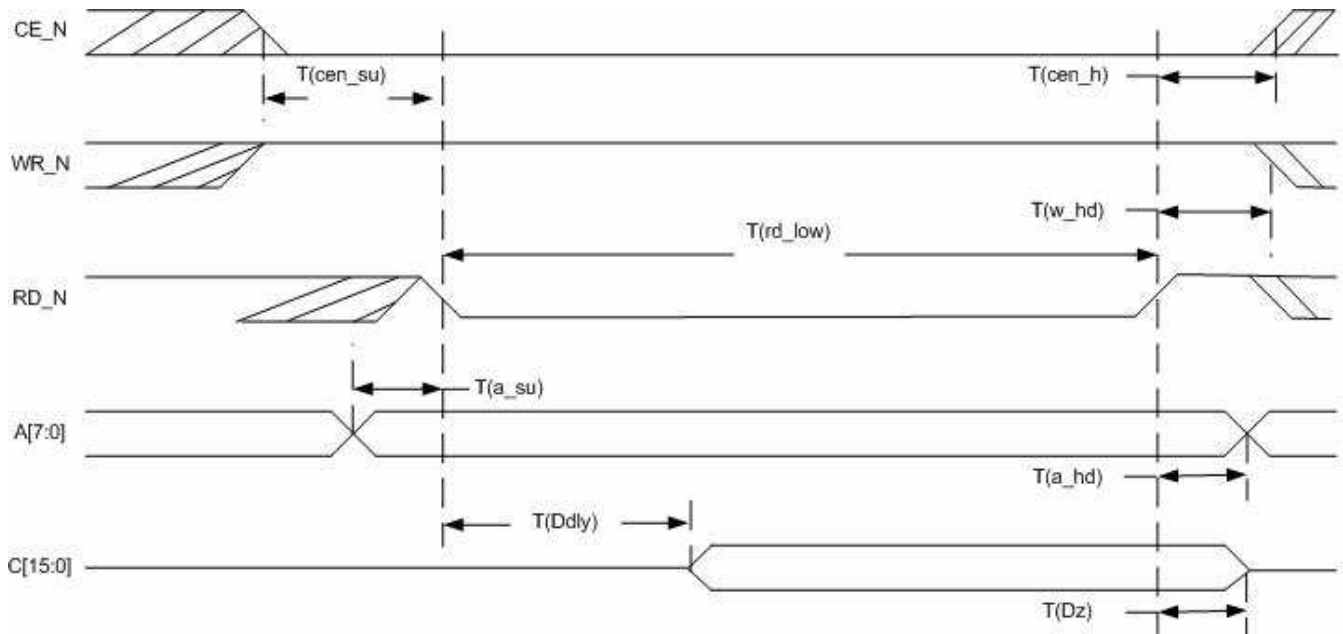 CE_N
T(cen_su)
T(cen_h)
WR_N
T(w_hd)
T(rd_low)
RD_N
T(a_su)
A[7:0]
T(a_hd)
T(Ddly)
C[15:0]
T(Dz)